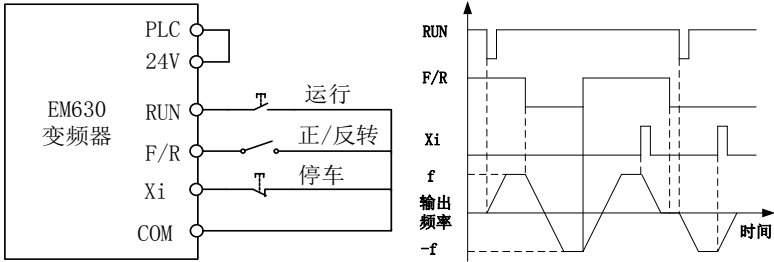 PLC
24V
EM630
变频器
RUN
运行
F/R
正/反转
Xi
停车
COM
RUN
F/R
Xi
f
输出
频率
-f
时间